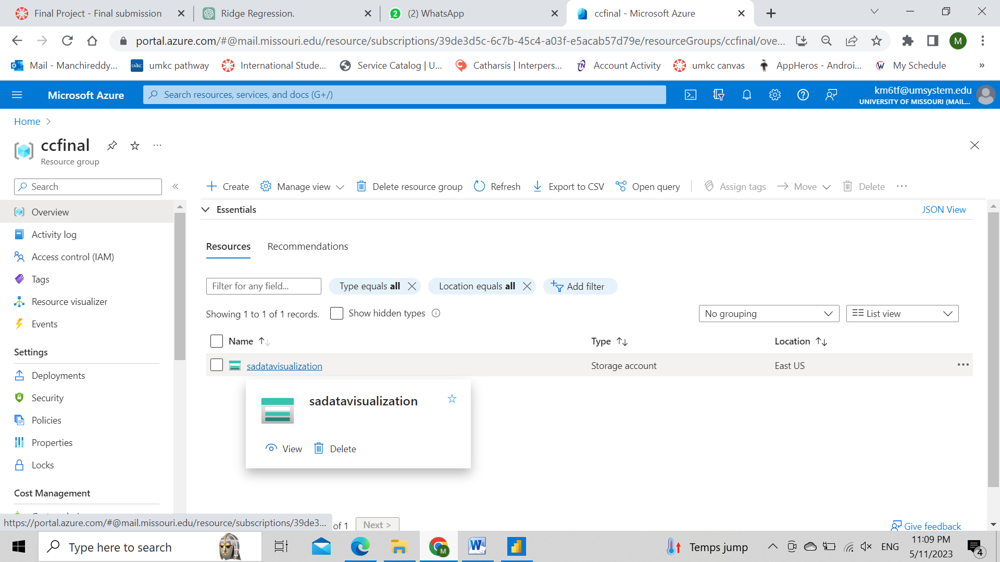 Final Project - Final submission
Ridge Regression.
(2) WhatsApp
ccfinal - Microsoft Azure
portal.azure.com/#@mail.missouri.edu/resource/subscriptions/39de3d5c-6c7b-45c4-a03f-e5acab57d79e/resourceGroups/ccfinal/ove...
M
Mail - Manchireddy...
umkc pathway
International Stude...
Service Catalog | U...
Catharsis | Interpers...
Account Activity
umkc canvas
AppHeros - Androi...
My Schedule
»
Microsoft Azure
Search resources, services, and docs (G+/)
km6tf@umsystem.edu
UNIVERSITY OF MISSOURI (MAIL...
Home >
ccfinal
Resource group
Search
«
Create
Manage view
Delete resource group
Refresh
Export to CSV
Open query
Assign tags
Move
Delete
Overview
Activity log
Access control (IAM)
Tags
Resource visualizer
Events
Settings
Deployments
Security
Policies
Properties
Locks
Cost Management
Essentials
JSON View
Resources
Recommendations
Filter for any field...
Type equals all
Location equals all
Add filter
Showing 1 to 1 of 1 records.
Show hidden types
No grouping
List view
Name
Type
Location
sadatavisualization
Storage account
East US
sadatavisualization
View
Delete
https://portal.azure.com/#@mail.missouri.edu/resource/subscriptions/39de3...
of 1
Next >
Give feedback
Type here to search
Temps jump
ENG
11:09 PM
5/11/2023
4